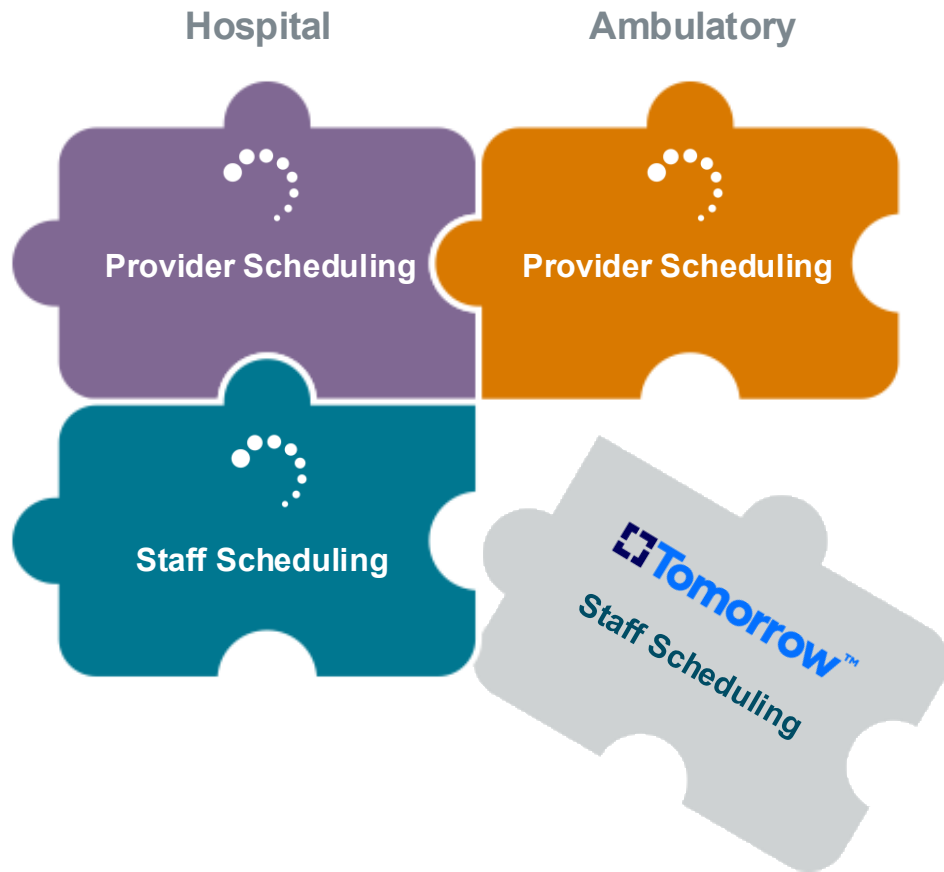 Hospital
Ambulatory
Provider Scheduling
Provider Scheduling
Staff Scheduling
Tomorrow™
Staff Scheduling